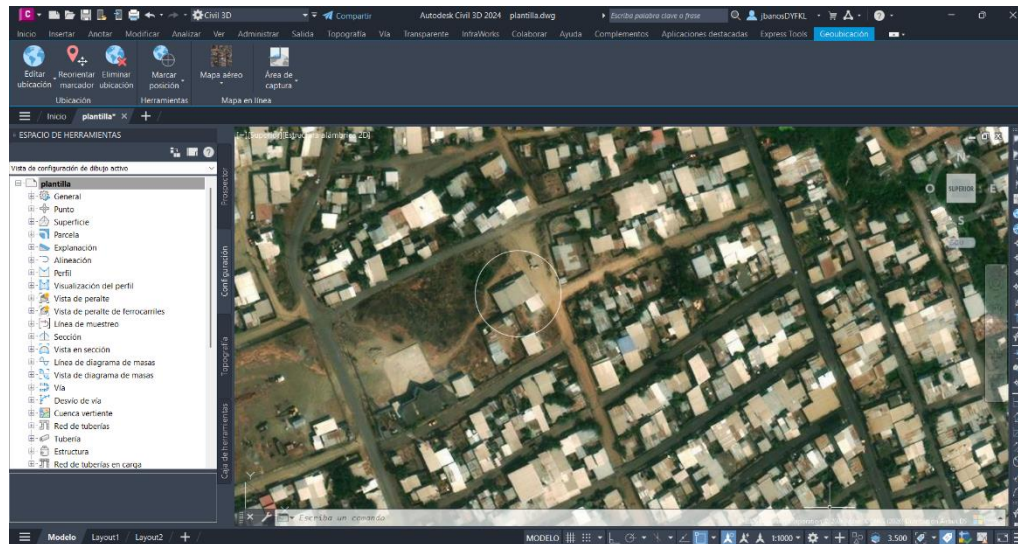 Civil 3D
Compartir
Autodesk Civil 3D 2024 plantilla.dwg
Escriba palabra clave o frase
jbanosDYFKL
Inicio Insertar Anotar Modificar Analizar Ver Administrar Salida Topografía Vía Transparente InfraWorks Colaborar Ayuda Complementos Aplicaciones destacadas Express Tools Geoubicación
Editar ubicación
Reorientar marcador
Eliminar ubicación
Marcar posición
Mapa aéreo
Área de captura
Ubicación Herramientas Mapa en línea
Inicio plantilla*
ESPACIO DE HERRAMIENTAS
[−][Superior][Estructura alámbrica 2D]
Vista de configuración de dibujo activo
plantilla
General
Punto
Superficie
Parcela
Explanación
Alineación
Perfil
Visualización del perfil
Vista de peralte
Vista de peralte de ferrocarriles
Línea de muestreo
Sección
Vista en sección
Línea de diagrama de masas
Vista de diagrama de masas
Vía
Desvío de vía
Cuenca vertiente
Red de tuberías
Tubería
Estructura
Red de tuberías en carga
Prospector
Configuración
Topografía
Caja de herramientas
N
O SUPERIOR E
S
Y
Escriba un comando
Modelo Layout1 Layout2 +
MODELO 1:1000 3.500